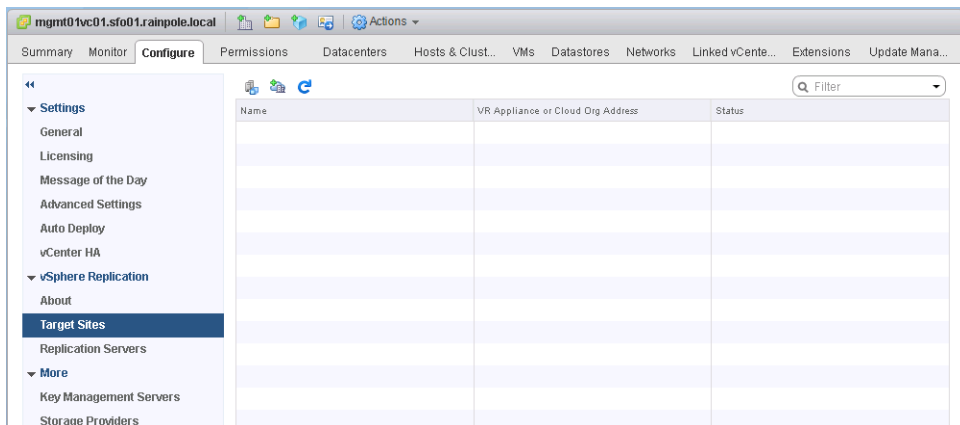 mgmt01vc01.sfo01.rainpole.local Actions
Summary Monitor Configure Permissions Datacenters Hosts & Clust... VMs Datastores Networks Linked vCente... Extensions Update Mana...
Filter
Settings
Name VR Appliance or Cloud Org Address Status
General
Licensing
Message of the Day
Advanced Settings
Auto Deploy
vCenter HA
vSphere Replication
About
Target Sites
Replication Servers
More
Key Management Servers
Storage Providers